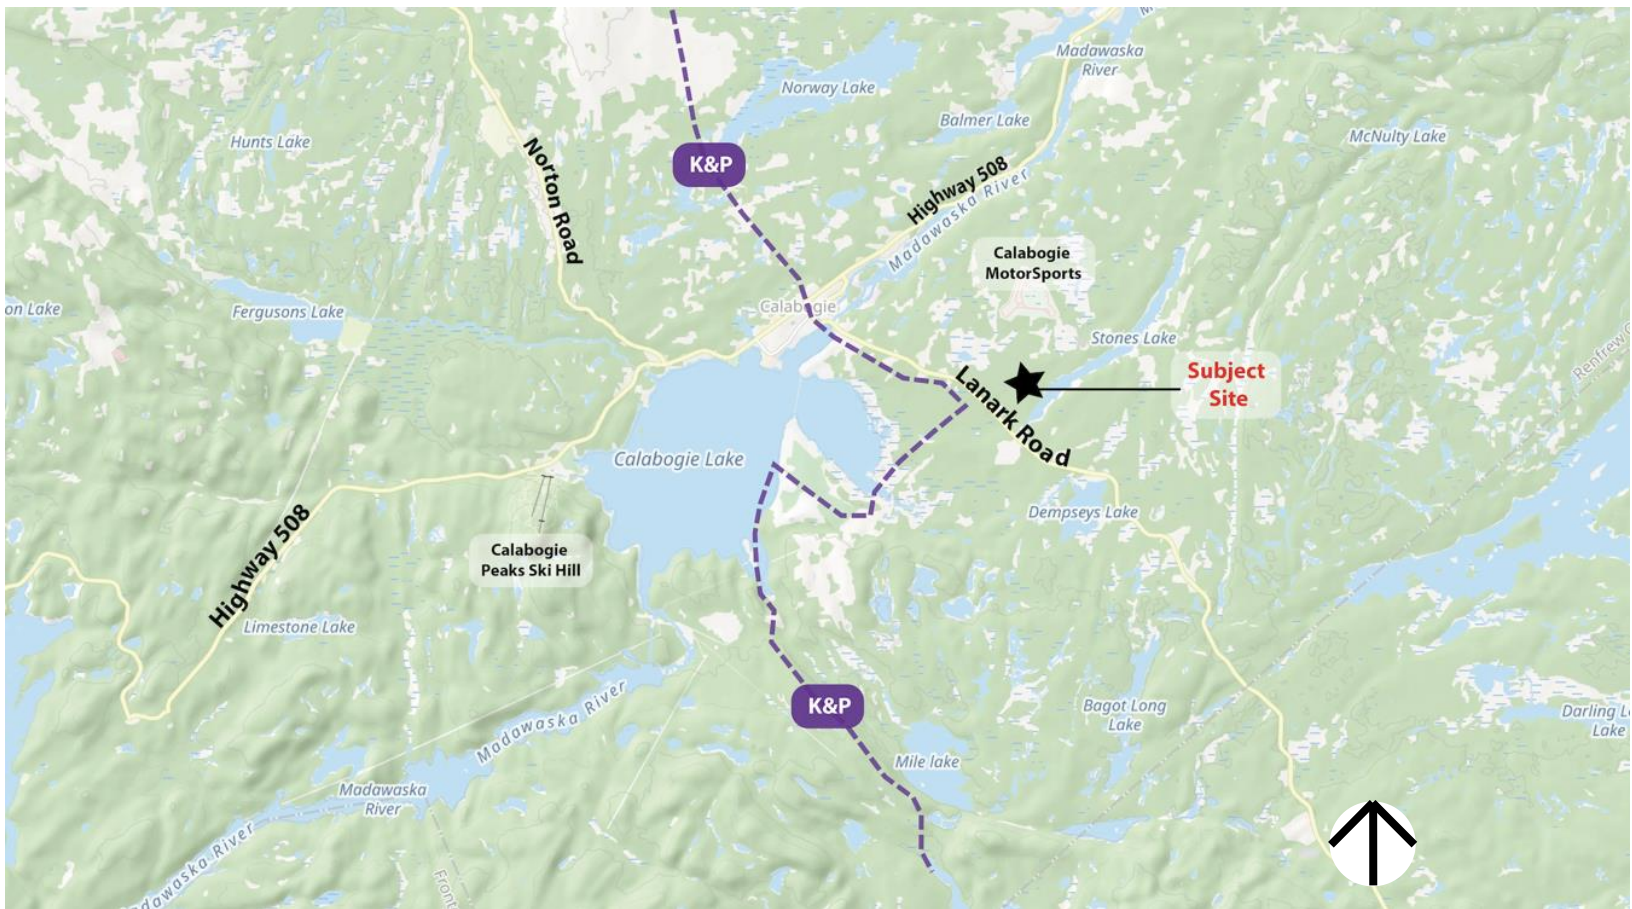 Madawaska
River
Norway Lake
Balmer Lake
McNulty Lake
Hunts Lake
Norton Road
K&P
Highway 508
Madawaska River
Calabogie
MotorSports
on Lake
Fergusons Lake
Calabogie
Stones Lake
Renfrew
Subject
Site
Lanark Road
Calabogie Lake
Dempseys Lake
Calabogie
Peaks Ski Hill
Highway 508
Limestone Lake
Madawaska River
K&P
Bagot Long
Lake
Darling L
Lake
Mile lake
Madawaska
River
dawaska River
Front